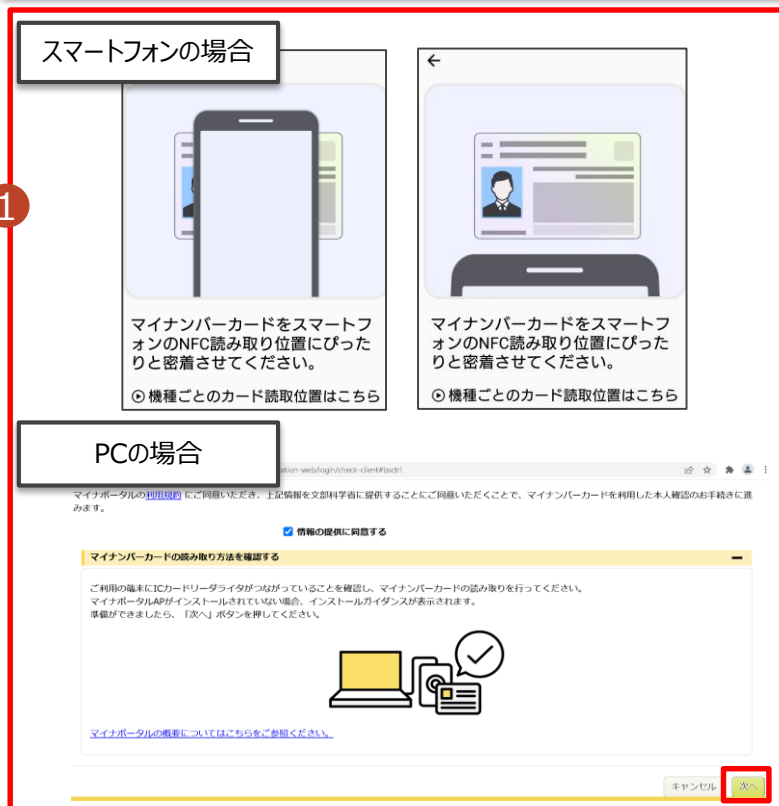 スマートフォンの場合
マイナンバーカードをスマートフ
ォンのNFC読み取り位置にぴった
りと密着させてください。
機種ごとのカード読取位置はこちら
マイナンバーカードをスマートフ
ォンのNFC読み取り位置にぴった
りと密着させてください。
機種ごとのカード読取位置はこちら
1
PCの場合
ation-web/login/check-client#bsctrl
マイナポータルの利用規約 にご同意いただき、上記情報を文部科学省に提供することにご同意いただくことで、マイナンバーカードを利用した本人確認のお手続きに進
みます。
情報の提供に同意する
マイナンバーカードの読み取り方法を確認する
ご利用の端末にICカードリーダライタがつながっていることを確認し、マイナンバーカードの読み取りを行ってください。
マイナポータルAPがインストールされていない場合、インストールガイダンスが表示されます。
準備ができましたら、「次へ」ボタンを押してください。
マイナポータルの概要についてはこちらをご参照ください。
キャンセル
次へ